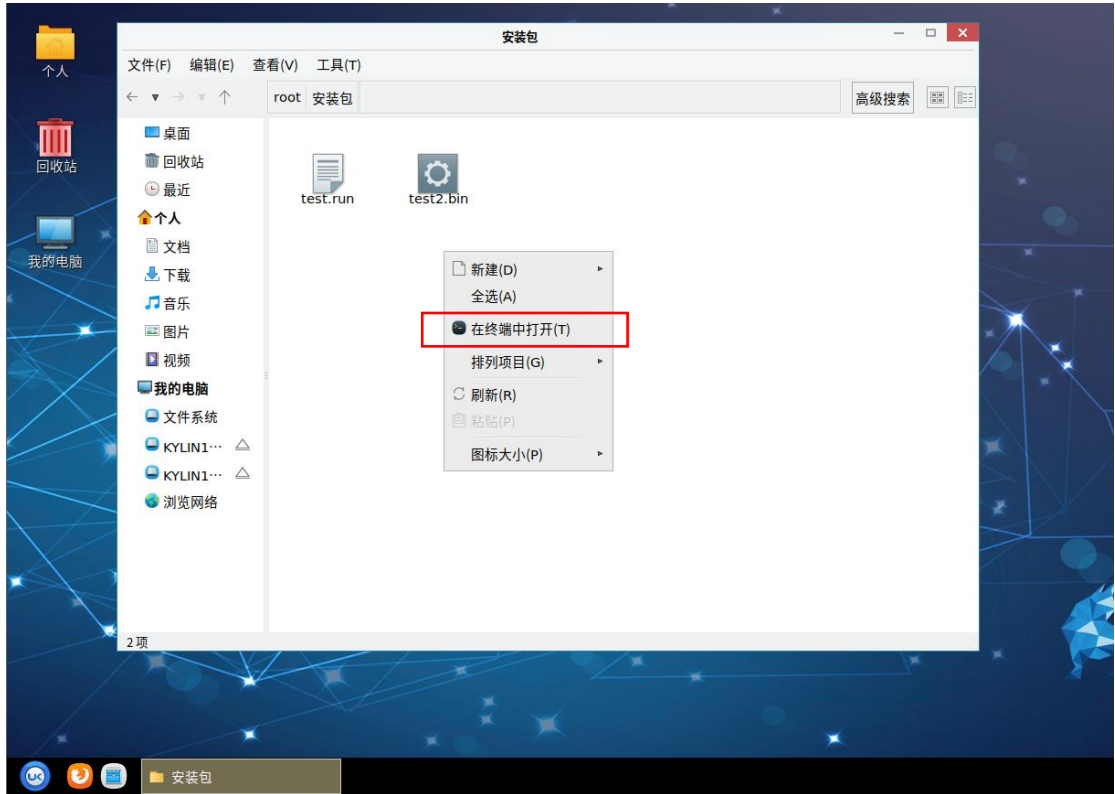 安装包
文件(F) 编辑(E) 查看(V) 工具(T)
root 安装包 高级搜索
个人
回收站
我的电脑
桌面
回收站
最近
个人
文档
下载
音乐
图片
视频
我的电脑
文件系统
KYLIN1…
KYLIN1…
浏览网络
test.run test2.bin
新建(D)
全选(A)
在终端中打开(T)
排列项目(G)
刷新(R)
粘贴(P)
图标大小(P)
2项
UK
安装包